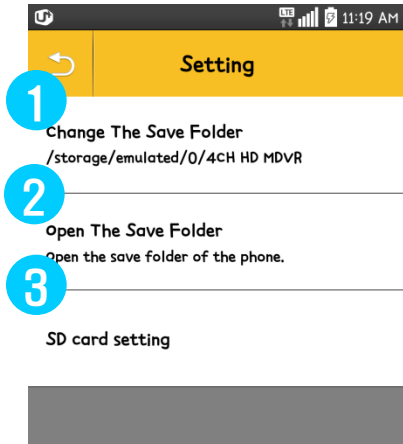 LTE 11:19 AM
Setting
1
Change The Save Folder
/storage/emulated/0/4CH HD MDVR
2
Open The Save Folder
Open the save folder of the phone.
3
SD card setting